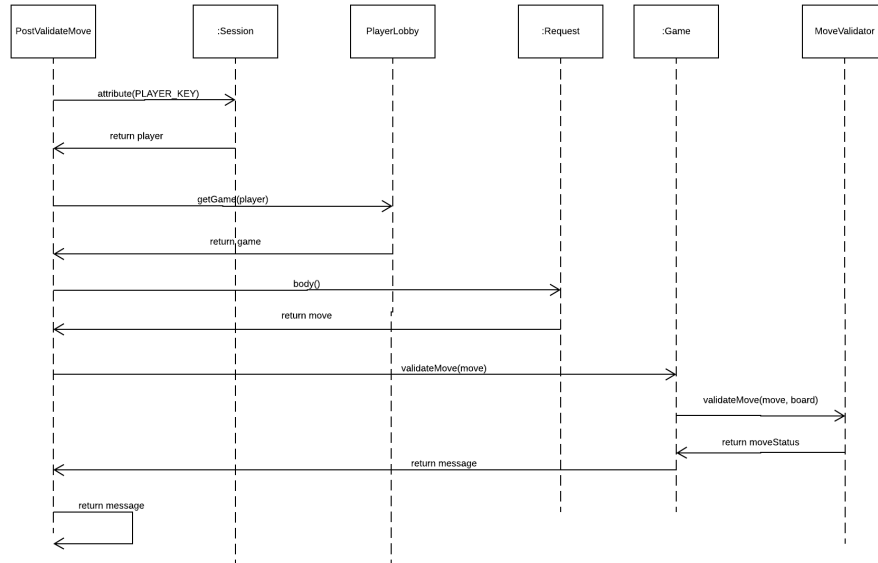 PostValidateMove
:Session
PlayerLobby
:Request
:Game
MoveValidator
attribute(PLAYER_KEY)
return player
getGame(player)
return game
body()
return move
validateMove(move)
validateMove(move, board)
return moveStatus
return message
return message